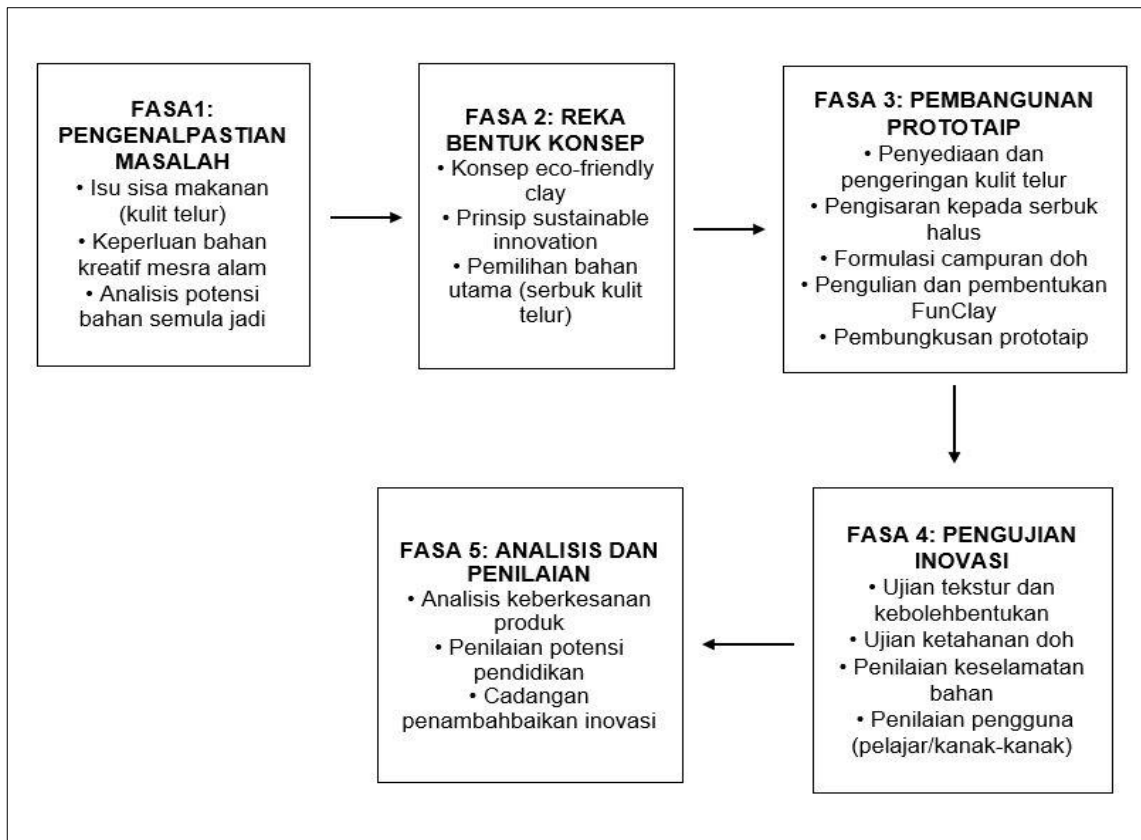 FASA1:
PENGENALPASTIAN
MASALAH
• Isu sisa makanan
(kulit telur)
• Keperluan bahan
kreatif mesra alam
• Analisis potensi
bahan semula jadi
FASA 2: REKA
BENTUK KONSEP
• Konsep eco-friendly
clay
• Prinsip sustainable
innovation
• Pemilihan bahan
utama (serbuk kulit
telur)
FASA 3: PEMBANGUNAN
PROTOTAIP
• Penyediaan dan
pengeringan kulit telur
• Pengisaran kepada serbuk
halus
• Formulasi campuran doh
• Pengulian dan pembentukan
FunClay
• Pembungkusan prototaip
FASA 4: PENGUJIAN
INOVASI
• Ujian tekstur dan
kebolehbentukan
• Ujian ketahanan doh
• Penilaian keselamatan
bahan
• Penilaian pengguna
(pelajar/kanak-kanak)
FASA 5: ANALISIS DAN
PENILAIAN
• Analisis keberkesanan
produk
• Penilaian potensi
pendidikan
• Cadangan
penambahbaikan inovasi